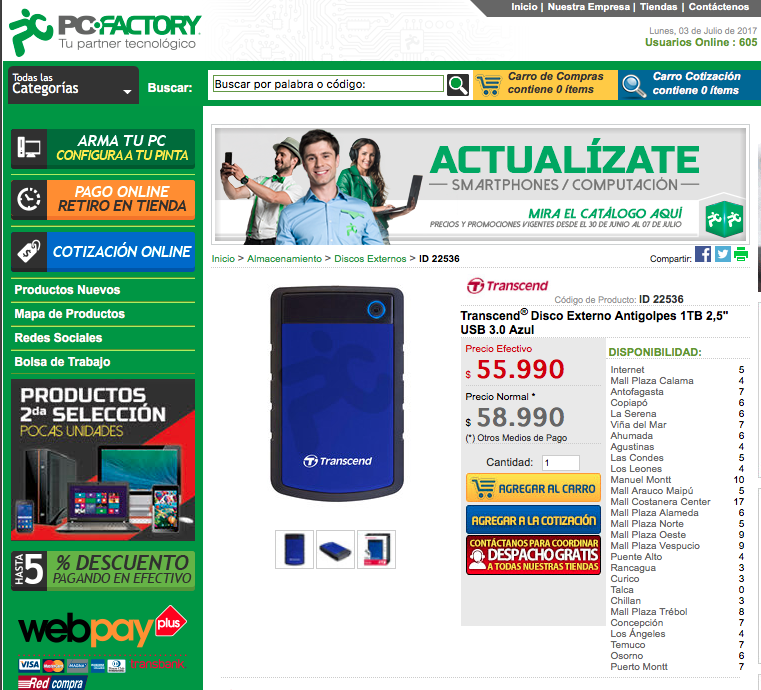 PC·FACTORY
Tu partner tecnológico
Inicio | Nuestra Empresa | Tiendas | Contáctenos
Lunes, 03 de Julio de 2017
Usuarios Online : 605
Todas las
Categorías
Buscar:
Buscar por palabra o código:
Carro de Compras
contiene 0 ítems
Carro Cotización
contiene 0 ítems
ARMA TU PC
CONFIGURA A TU PINTA
PAGO ONLINE
RETIRO EN TIENDA
COTIZACIÓN ONLINE
Productos Nuevos
Mapa de Productos
Redes Sociales
Bolsa de Trabajo
PRODUCTOS
2da SELECCIÓN
POCAS UNIDADES
HASTA 5 % DESCUENTO
PAGANDO EN EFECTIVO
webpay plus
VISA MasterCard MAGNA Diners Club transbank.
Red compra
ACTUALÍZATE
SMARTPHONES / COMPUTACIÓN
MIRA EL CATÁLOGO AQUÍ
PRECIOS Y PROMOCIONES VIGENTES DESDE EL 30 DE JUNIO AL 07 DE JULIO
Inicio > Almacenamiento > Discos Externos > ID 22536
Compartir:
Transcend
Transcend
Código de Producto: ID 22536
Transcend® Disco Externo Antigolpes 1TB 2,5"
USB 3.0 Azul
Precio Efectivo
$ 55.990
Precio Normal *
$ 58.990
(*) Otros Medios de Pago
Cantidad: 1
AGREGAR AL CARRO
AGREGAR A LA COTIZACIÓN
CONTÁCTANOS PARA COORDINAR
DESPACHO GRATIS
A TODAS NUESTRAS TIENDAS
DISPONIBILIDAD:
Internet 5
Mall Plaza Calama 4
Antofagasta 7
Copiapó 6
La Serena 6
Viña del Mar 7
Ahumada 6
Agustinas 4
Las Condes 5
Los Leones 4
Manuel Montt 10
Mall Arauco Maipú 5
Mall Costanera Center 17
Mall Plaza Alameda 6
Mall Plaza Norte 5
Mall Plaza Oeste 9
Mall Plaza Vespucio 9
Puente Alto 4
Rancagua 3
Curico 3
Talca 0
Chillan 3
Mall Plaza Trébol 8
Concepción 7
Los Ángeles 4
Temuco 7
Osorno 6
Puerto Montt 7